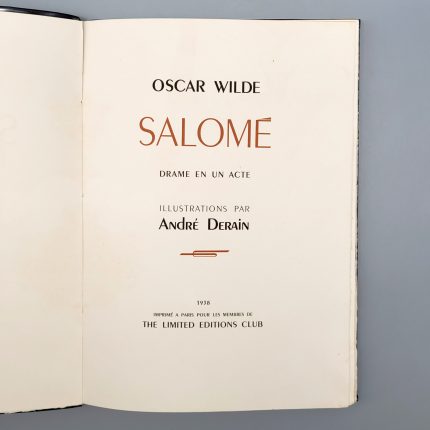 OSCAR WILDE
SALOMÉ
DRAME EN UN ACTE
ILLUSTRATIONS PAR
ANdRÉ DERAIN
1938
IMPRIMÉ A PARIS POUR LES MEMBRES DE
THE LIMITED EDITIONS CLUB